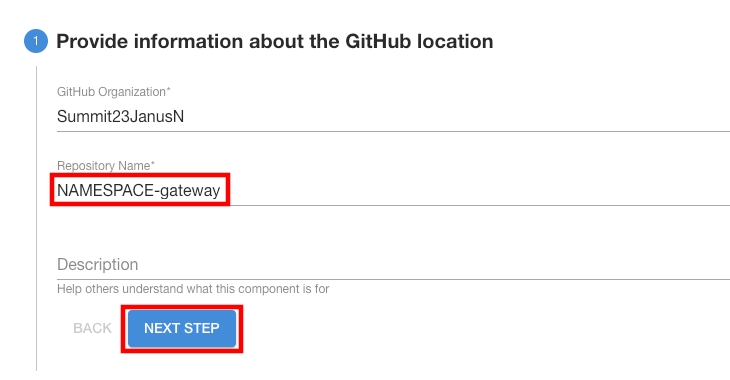 1 Provide information about the GitHub location
GitHub Organization*
Summit23JanusN
Repository Name*
NAMESPACE-gateway
Description
Help others understand what this component is for
BACK NEXT STEP